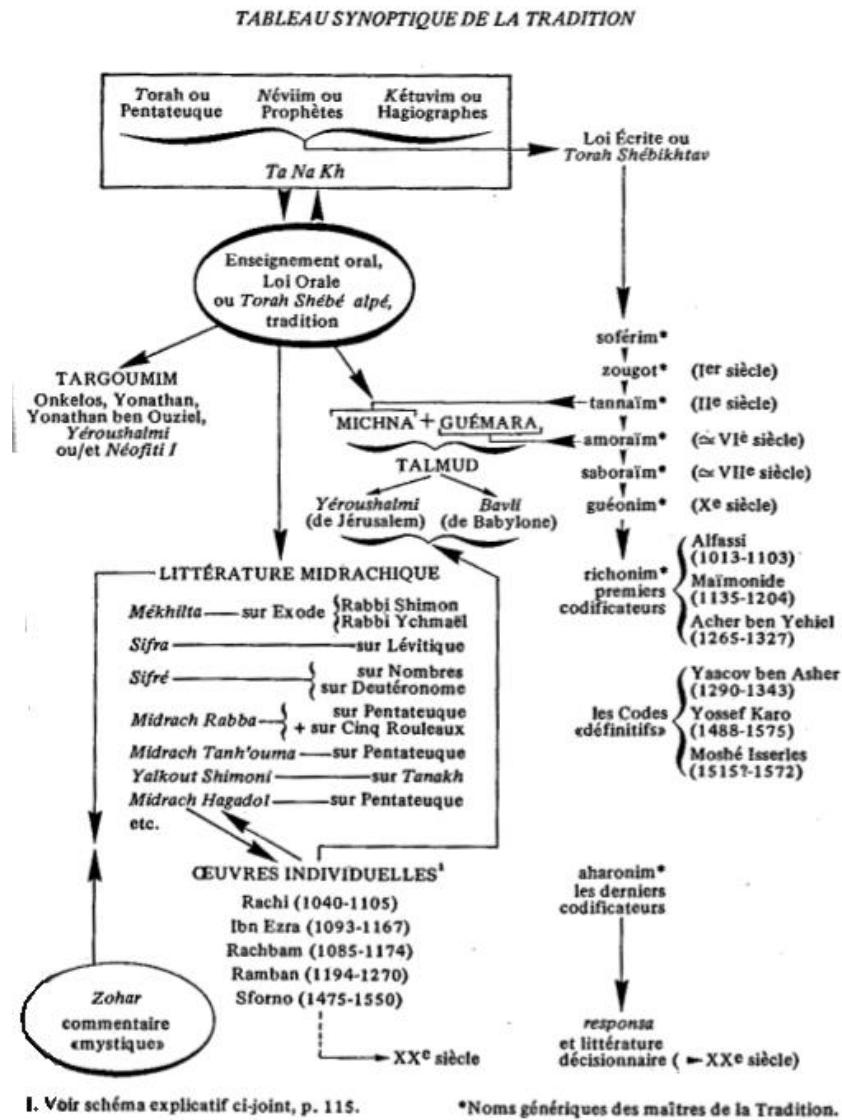 TABLEAU SYNOPTIQUE DE LA TRADITION
Torah ou
Pentateuque
Néviim ou
Prophètes
Kétuvim ou
Hagiographes
Ta Na Kh
Loi Écrite ou
Torah Shébikhtav
Enseignement oral,
Loi Orale
ou Torah Shébé alpé,
tradition
TARGOUMIM
Onkelos, Yonathan,
Yonathan ben Ouziel,
Yéroushalmi
ou/et Néofiti I
MICHNA + GUÉMARA
TALMUD
Yéroushalmi
(de Jérusalem)
Bavli
(de Babylone)
soférim*
zougot* (Ier siècle)
tannaïm* (IIe siècle)
amoraïm* (≃ VIè siècle)
saboraïm* (≃ VIIe siècle)
guéonim* (Xe siècle)
richonim*
premiers
codificateurs
Alfassi
(1013-1103)
Maïmonide
(1135-1204)
Acher ben Yehiel
(1265-1327)
les Codes
«définitifs»
Yaacov ben Asher
(1290-1343)
Yossef Karo
(1488-1575)
Moshé Isserles
(1515?-1572)
LITTÉRATURE MIDRACHIQUE
Mékhilta sur Exode Rabbi Shimon
Rabbi Ychmaël
Sifra sur Lévitique
Sifré sur Nombres
sur Deutéronome
Midrach Rabba sur Pentateuque
+ sur Cinq Rouleaux
Midrach Tanh'ouma sur Pentateuque
Yalkout Shimoni sur Tanakh
Midrach Hagadol sur Pentateuque
etc.
ŒUVRES INDIVIDUELLES1
Rachi (1040-1105)
Ibn Ezra (1093-1167)
Rachbam (1085-1174)
Ramban (1194-1270)
Sforno (1475-1550)
XXe siècle
aharonim*
les derniers
codificateurs
responsa
et littérature
décisionnaire ( XXe siècle)
Zohar
commentaire
«mystique»
1. Voir schéma explicatif ci-joint, p. 115.
*Noms génériques des maîtres de la Tradition.